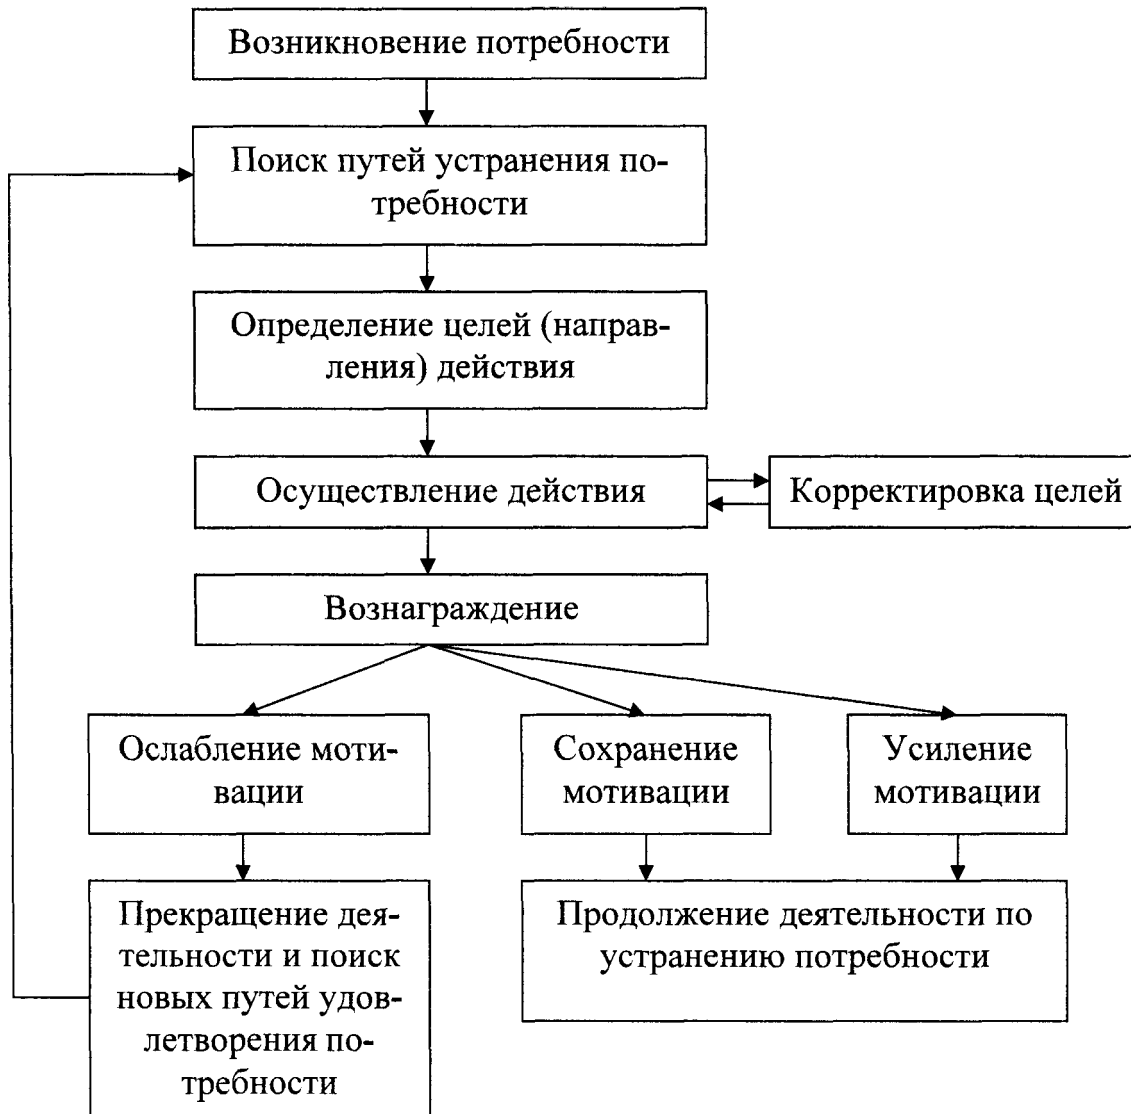 Возникновение потребности
Поиск путей устранения по-
требности
Определение целей (направ-
ления) действия
Осуществление действия
Корректировка целей
Вознаграждение
Ослабление моти-
вации
Сохранение
мотивации
Усиление
мотивации
Прекращение дея-
тельности и поиск
новых путей удов-
летворения по-
требности
Продолжение деятельности по
устранению потребности